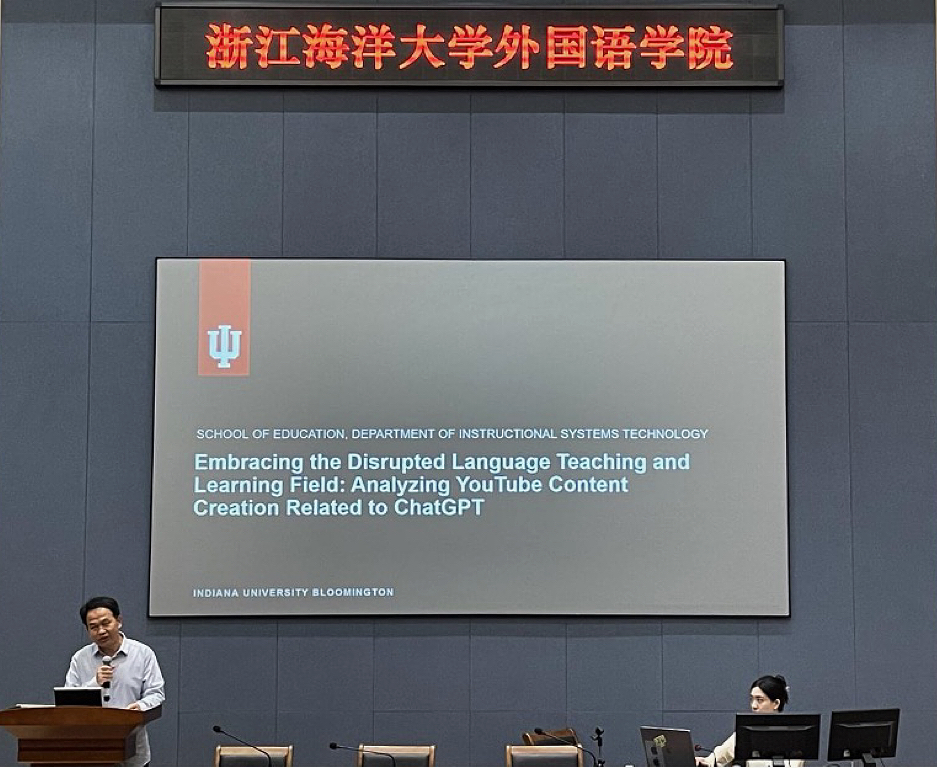 浙江海洋大学外国语学院
SCHOOL OF EDUCATION, DEPARTMENT OF INSTRUCTIONAL SYSTEMS TECHNOLOGY
Embracing the Disrupted Language Teaching and
Learning Field: Analyzing YouTube Content
Creation Related to ChatGPT
INDIANA UNIVERSITY BLOOMINGTON